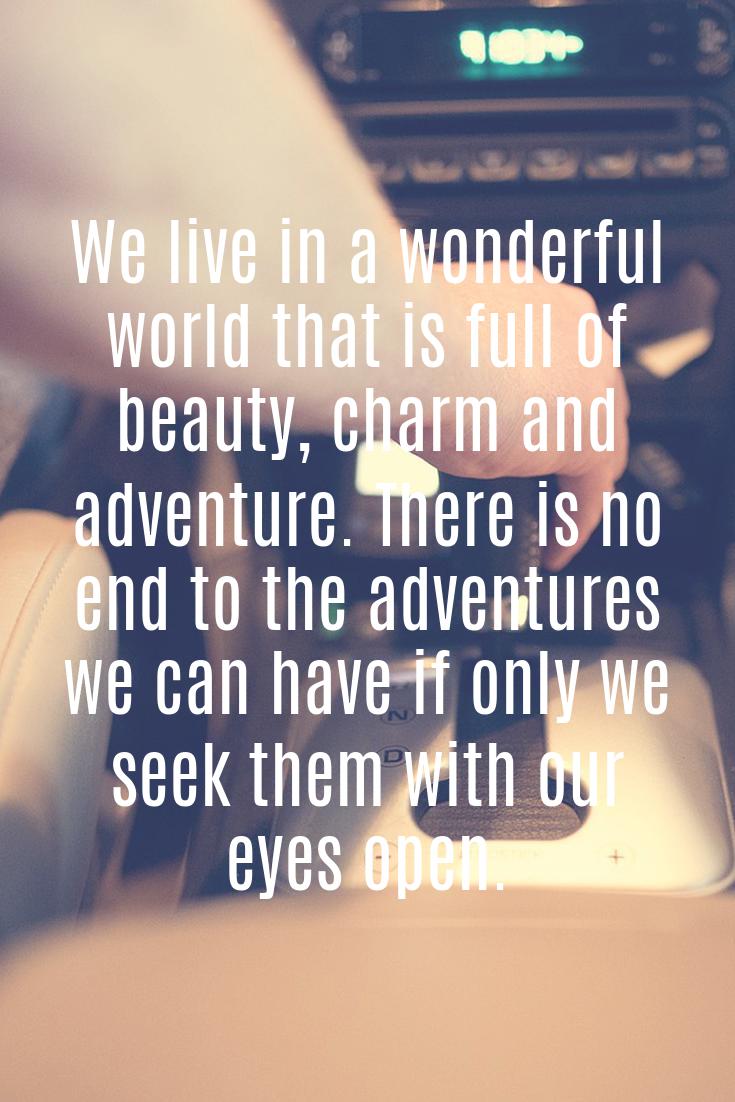 We live in a wonderful
world that is full of
beauty, charm and
adventure. There is no
end to the adventures
we can have if only we
seek them with our
eyes open.
N
D
- +